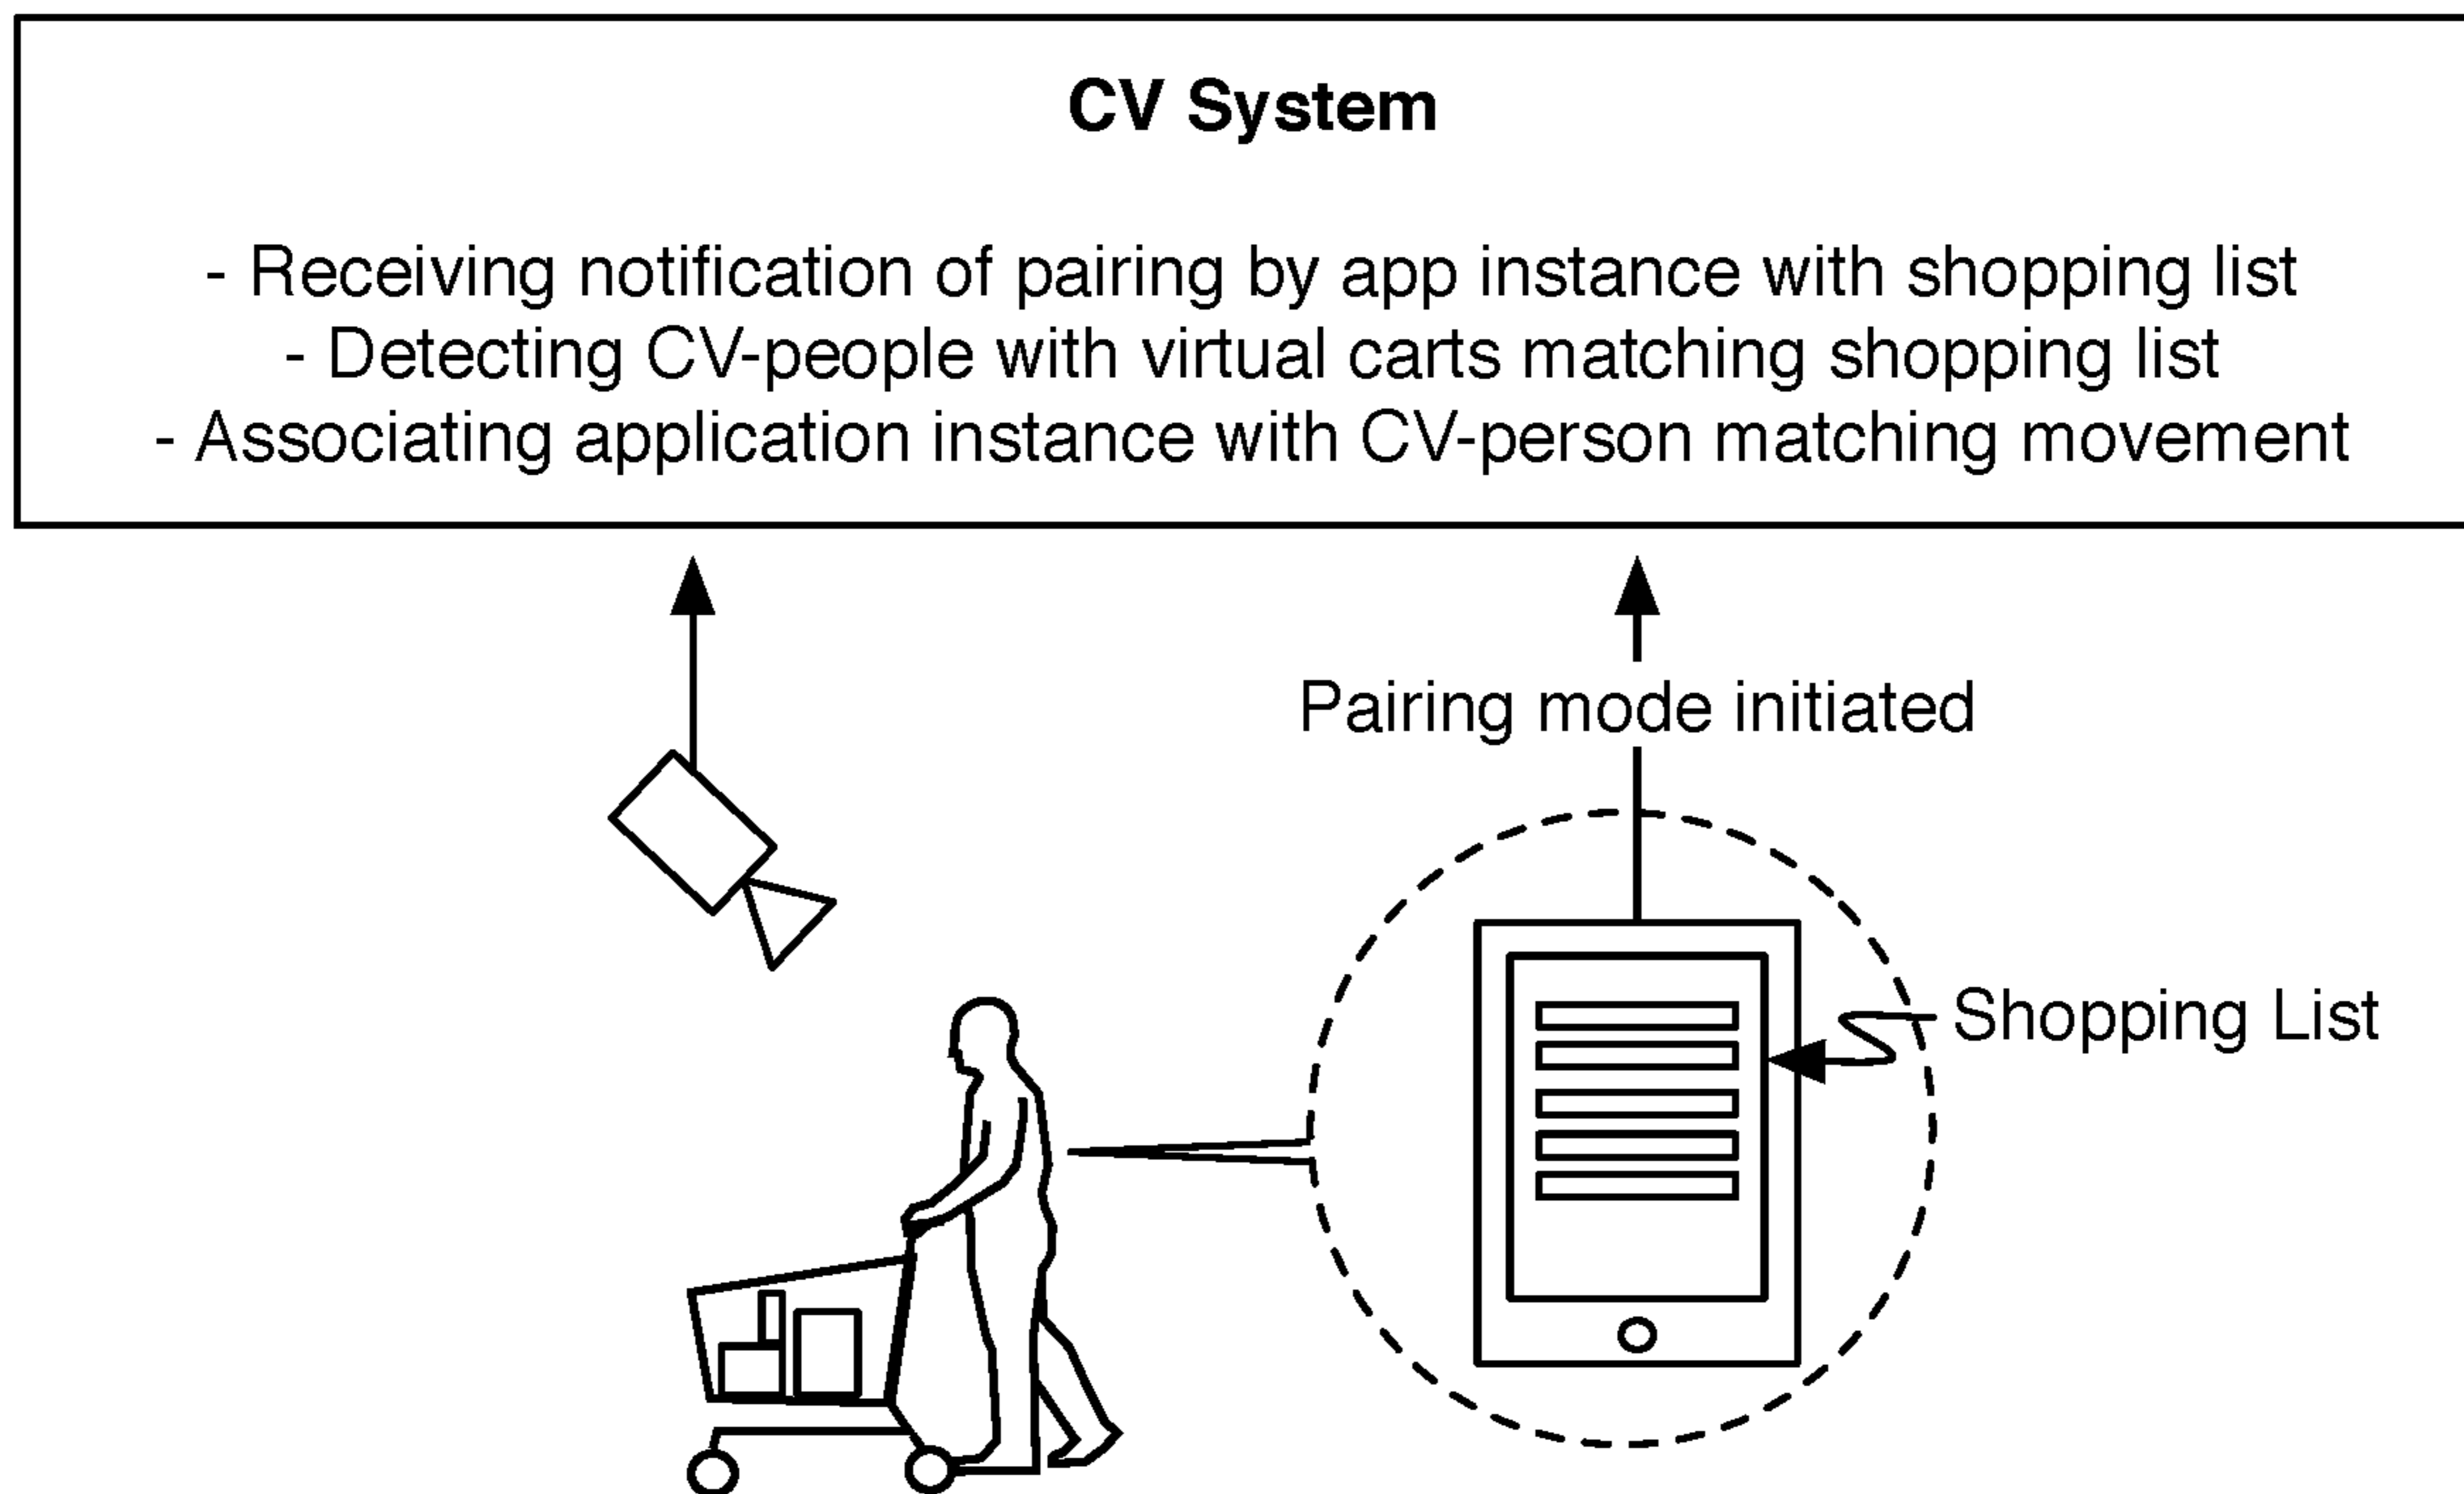 CV System
- Receiving notification of pairing by app instance with shopping list
- Detecting CV-people with virtual carts matching shopping list
- Associating application instance with CV-person matching movement
Pairing mode initiated
Shopping List